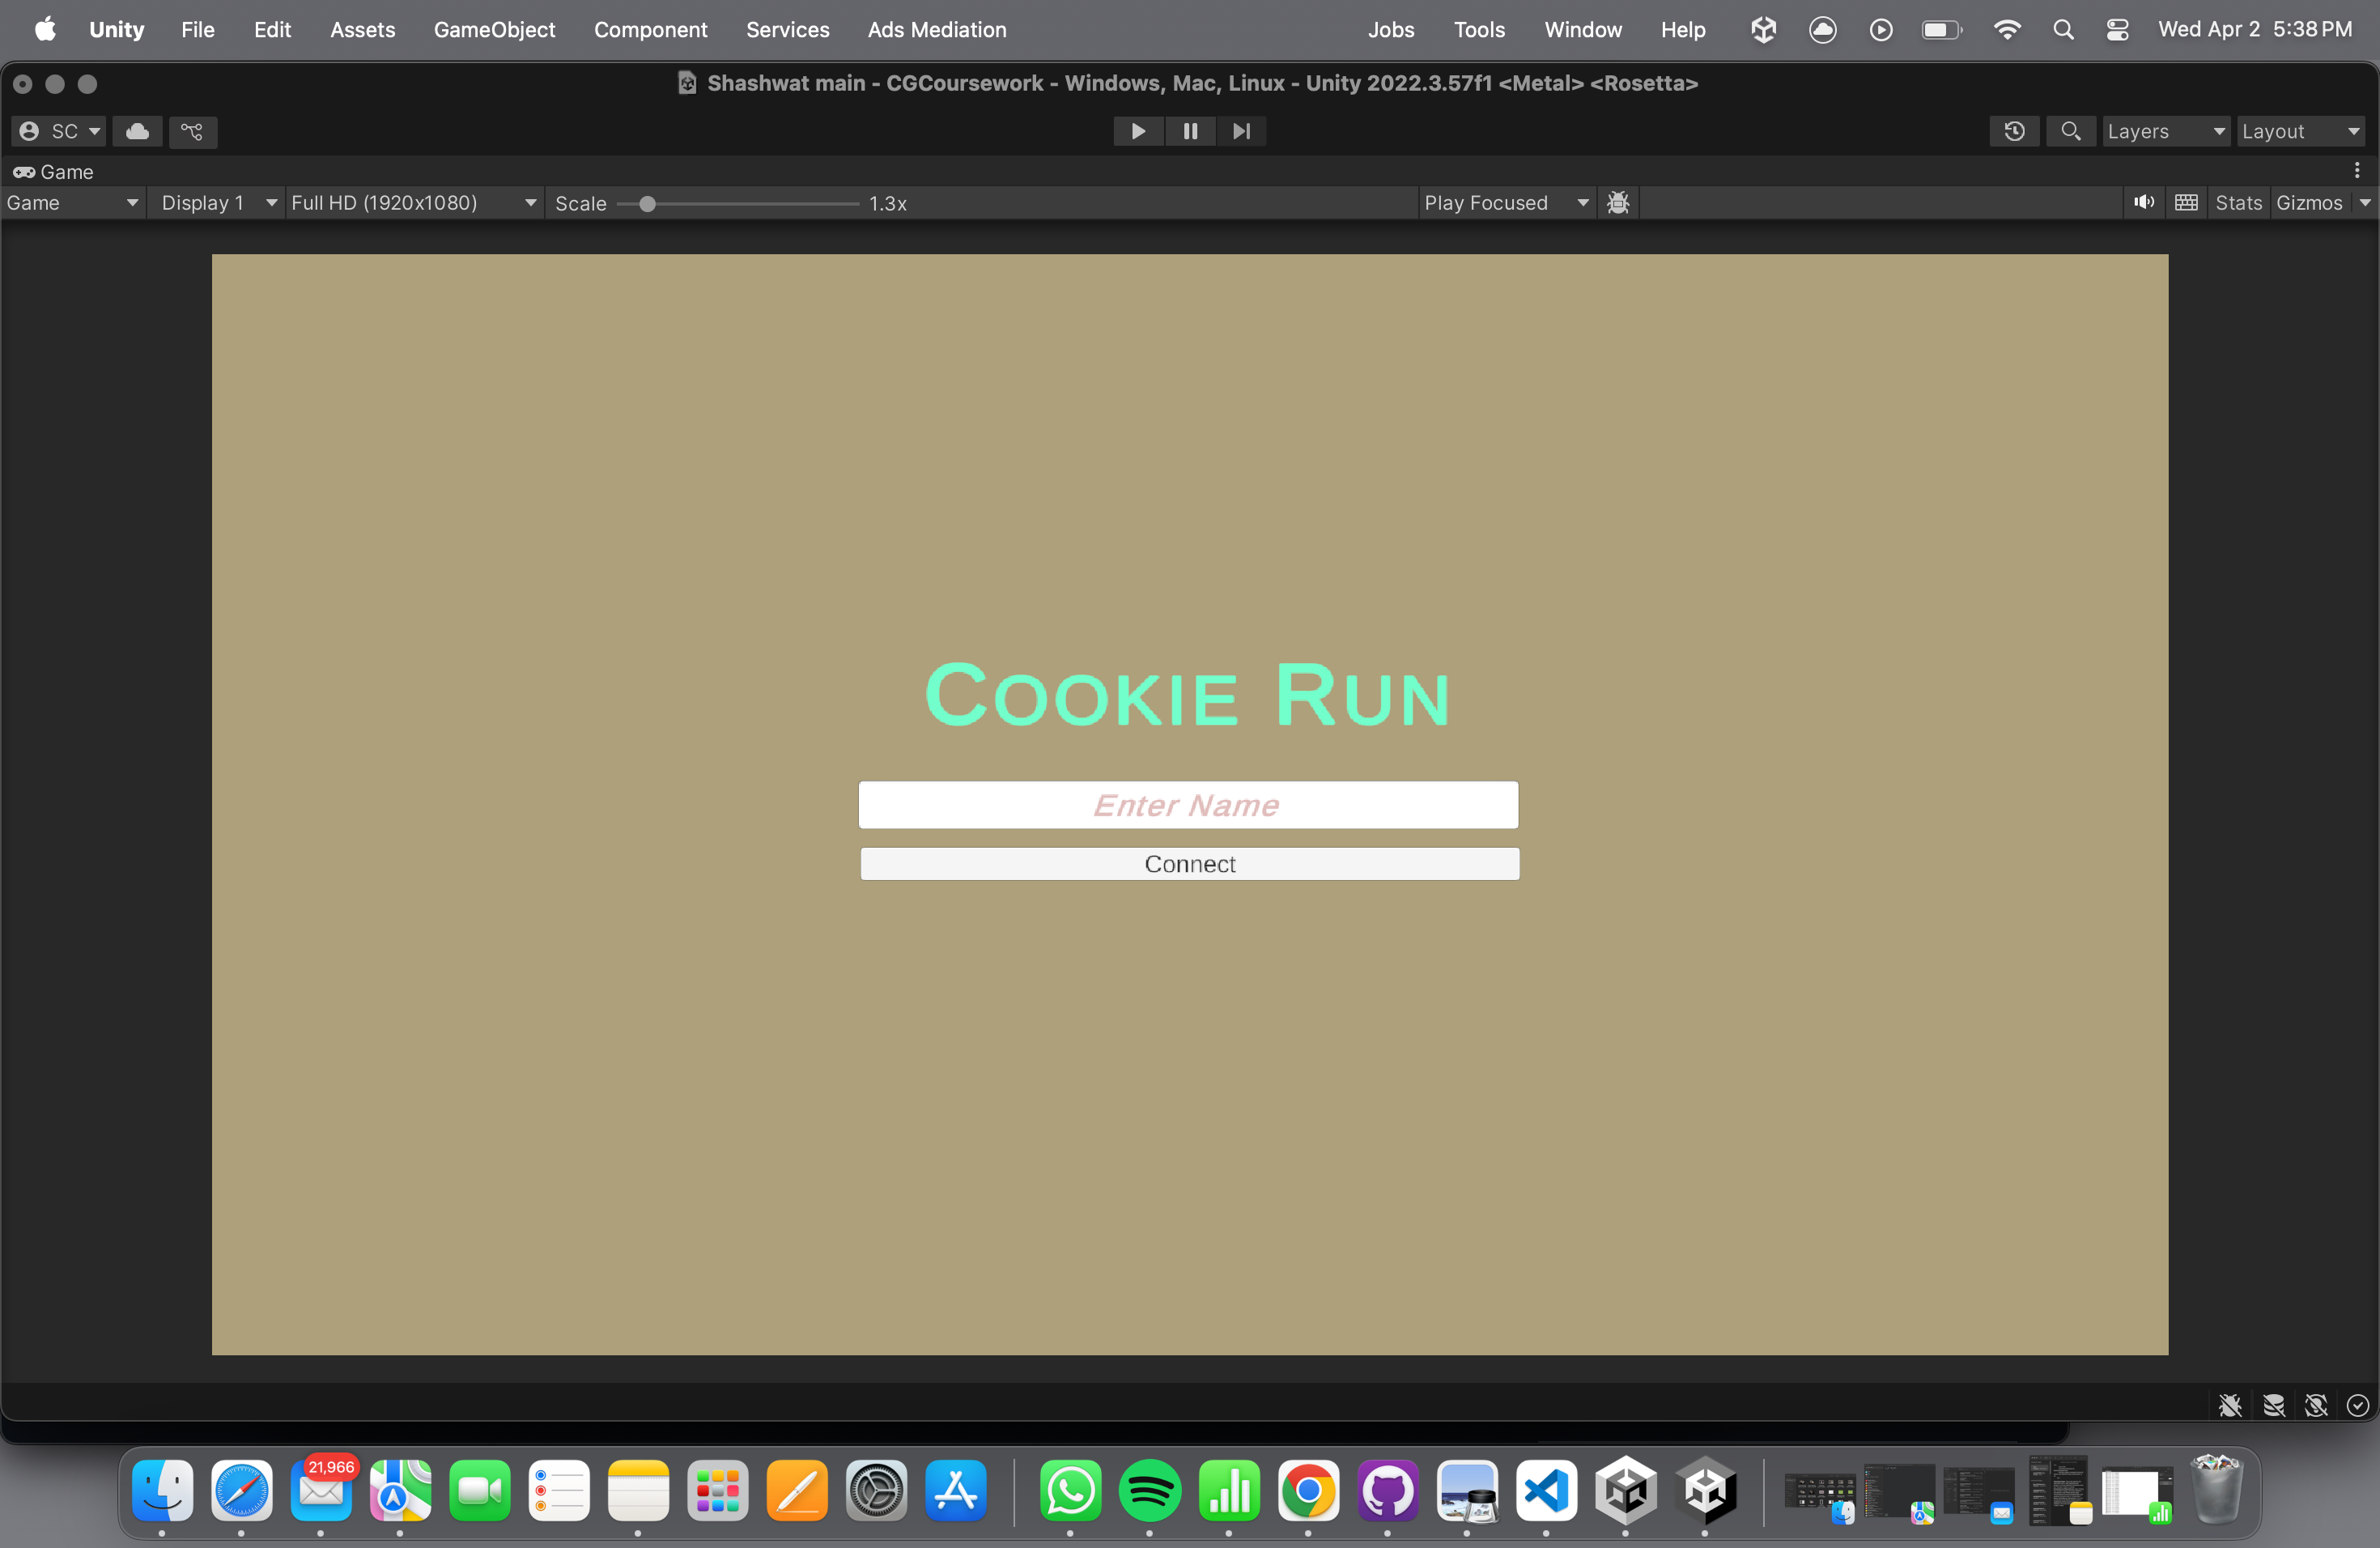 Unity File Edit Assets GameObject Component Services Ads Mediation Jobs Tools Window Help Wed Apr 2 5:38 PM
Shashwat main - CGCoursework - Windows, Mac, Linux - Unity 2022.3.57f1 <Metal> <Rosetta>
SC Layers Layout
Game
Game Display 1 Full HD (1920x1080) Scale 1.3x Play Focused Stats Gizmos
Cookie Run
Enter Name
Connect
21,966